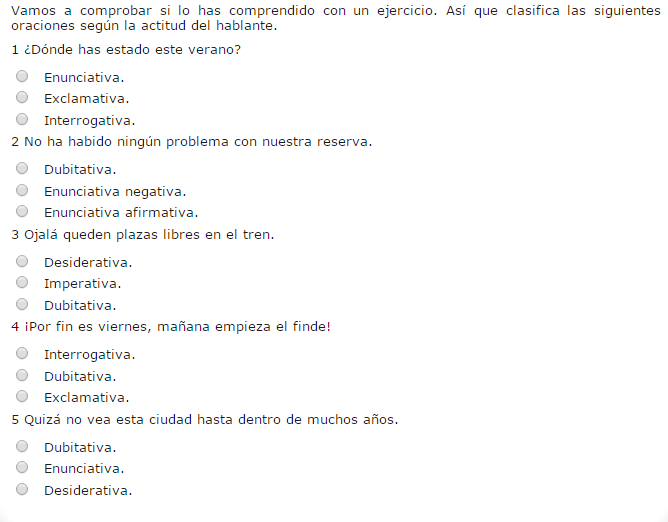 Vamos a comprobar si lo has comprendido con un ejercicio. Así que clasifica las siguientes
oraciones según la actitud del hablante.
1 ¿Dónde has estado este verano?
Enunciativa.
Exclamativa.
Interrogativa.
2 No ha habido ningún problema con nuestra reserva.
Dubitativa.
Enunciativa negativa.
Enunciativa afirmativa.
3 Ojalá queden plazas libres en el tren.
Desiderativa.
Imperativa.
Dubitativa.
4 ¡Por fin es viernes, mañana empieza el finde!
Interrogativa.
Dubitativa.
Exclamativa.
5 Quizá no vea esta ciudad hasta dentro de muchos años.
Dubitativa.
Enunciativa.
Desiderativa.